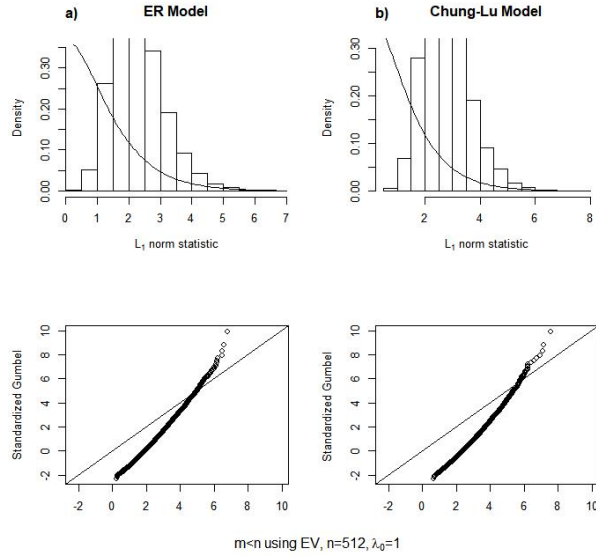 a) ER Model
b) Chung-Lu Model
Density
0.00 0.10 0.20 0.30
0 1 2 3 4 5 6 7
L₁ norm statistic
Density
0.00 0.10 0.20 0.30
2 4 6 8
L₁ norm statistic
Standardized Gumbel
-2 0 2 4 6 8 10
-2 0 2 4 6 8 10
Standardized Gumbel
-2 0 2 4 6 8 10
-2 0 2 4 6 8 10
m<n using EV, n=512, λ₀=1